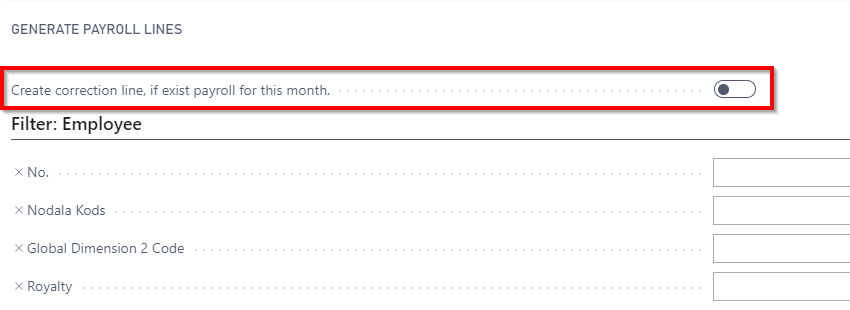 GENERATE PAYROLL LINES
Create correction line, if exist payroll for this month.
Filter: Employee
× No.
× Nodala Kods
× Global Dimension 2 Code
× Royalty